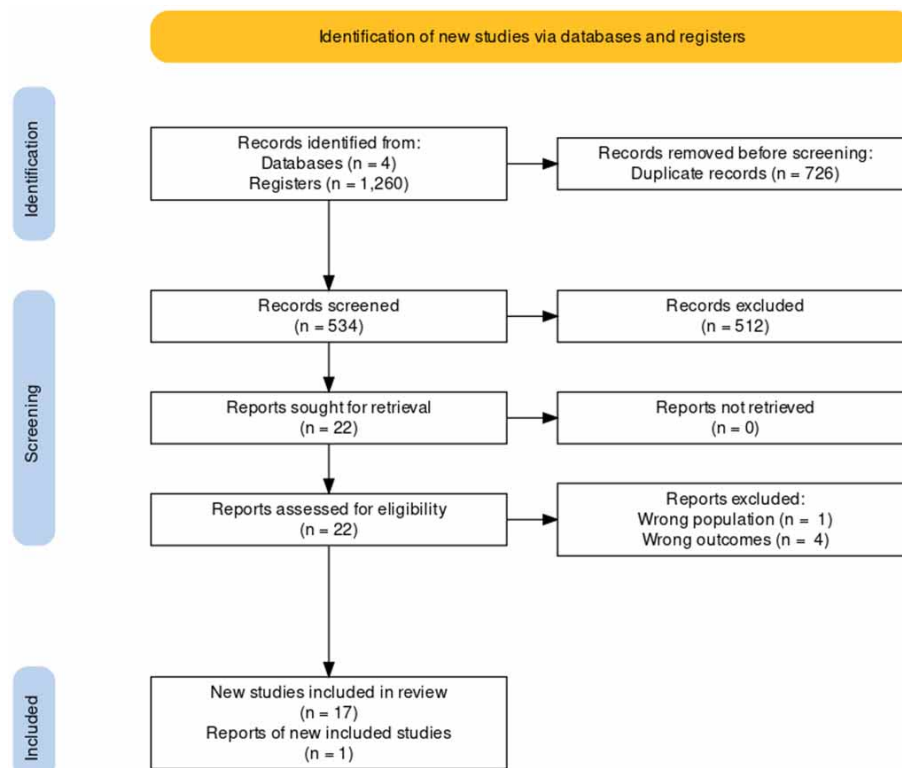 Identification of new studies via databases and registers
Identification
Records identified from:
Databases (n = 4)
Registers (n = 1,260)
Records removed before screening:
Duplicate records (n = 726)
Screening
Records screened
(n = 534)
Records excluded
(n = 512)
Reports sought for retrieval
(n = 22)
Reports not retrieved
(n = 0)
Reports assessed for eligibility
(n = 22)
Reports excluded:
Wrong population (n = 1)
Wrong outcomes (n = 4)
Included
New studies included in review
(n = 17)
Reports of new included studies
(n = 1)